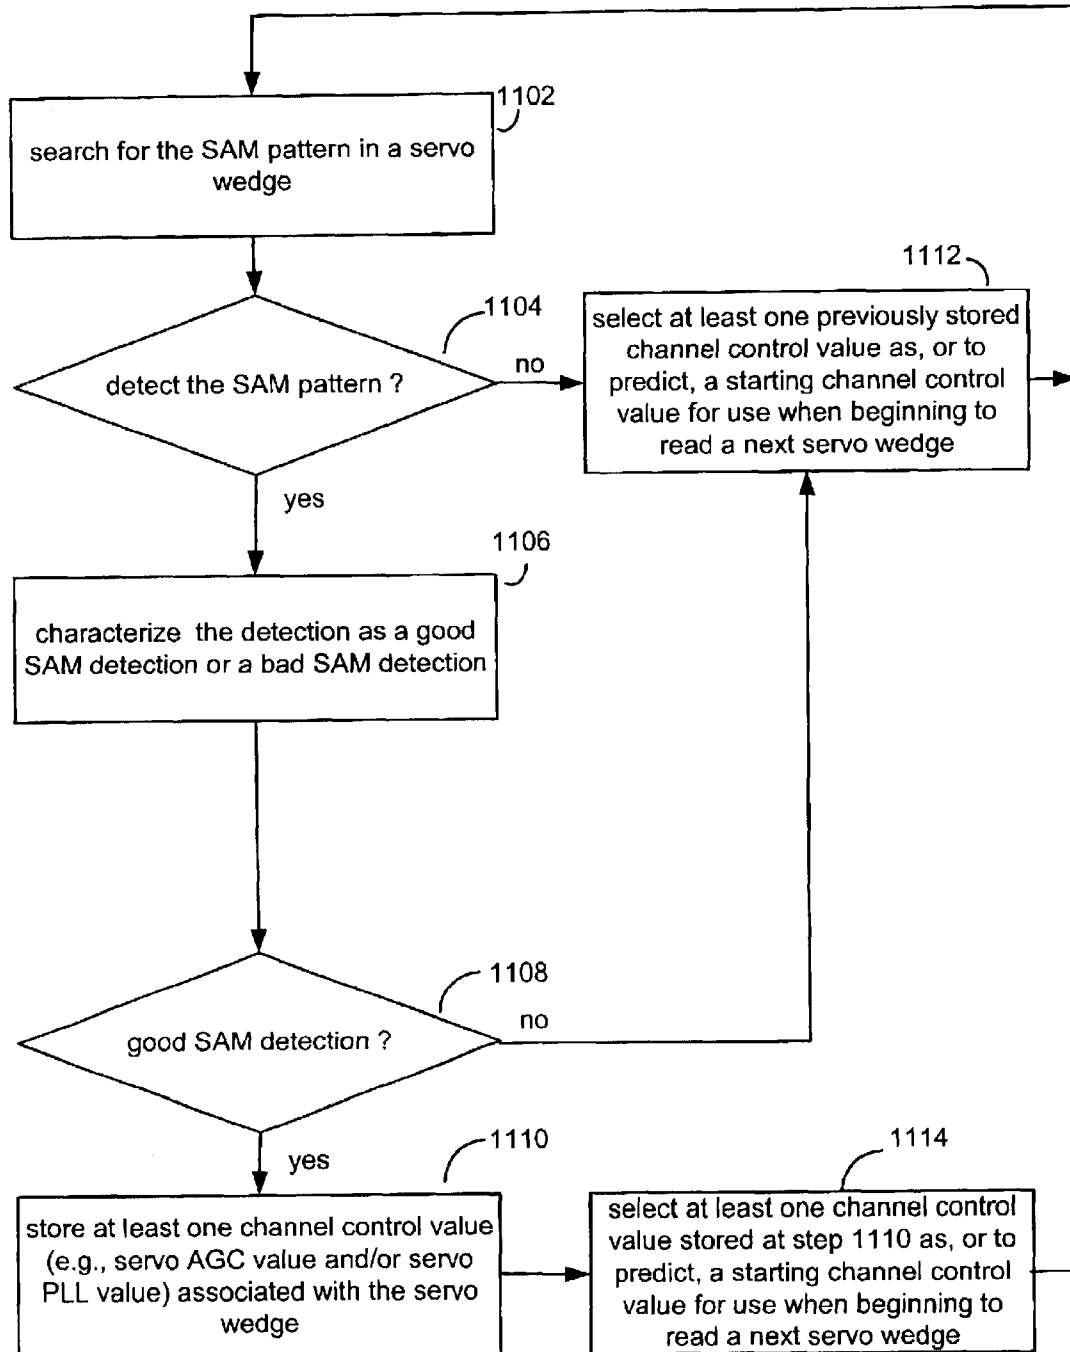 1102
search for the SAM pattern in a servo
wedge
1104
detect the SAM pattern ?
no
yes
1112
select at least one previously stored
channel control value as, or to
predict, a starting channel control
value for use when beginning to
read a next servo wedge
1106
characterize the detection as a good
SAM detection or a bad SAM detection
1108
good SAM detection ?
no
yes
1110
store at least one channel control value
(e.g., servo AGC value and/or servo
PLL value) associated with the servo
wedge
1114
select at least one channel control
value stored at step 1110 as, or to
predict, a starting channel control
value for use when beginning to
read a next servo wedge